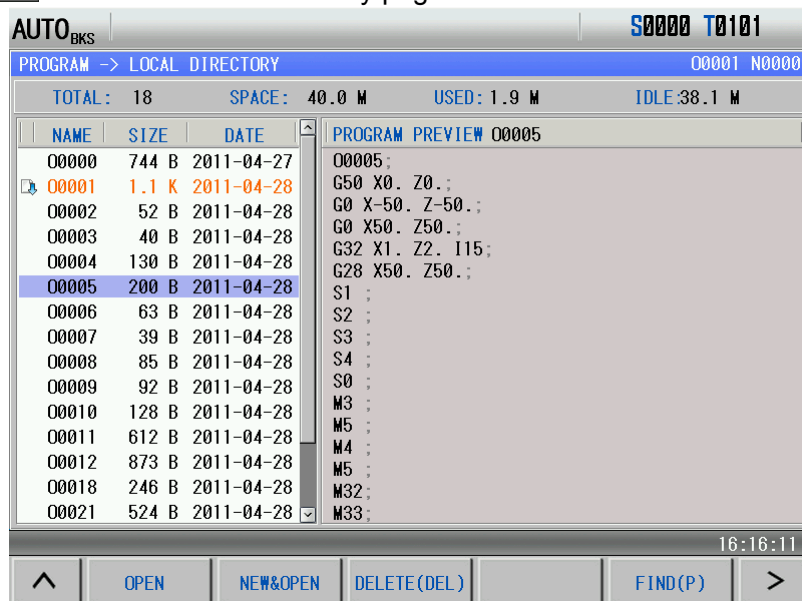 AUTO BKS S0000 T0101
PROGRAM -> LOCAL DIRECTORY O0001 N0000
TOTAL: 18 SPACE: 40.0 M USED: 1.9 M IDLE:38.1 M
NAME SIZE DATE
O0000 744 B 2011-04-27
O0001 1.1 K 2011-04-28
O0002 52 B 2011-04-28
O0003 40 B 2011-04-28
O0004 130 B 2011-04-28
O0005 200 B 2011-04-28
O0006 63 B 2011-04-28
O0007 39 B 2011-04-28
O0008 85 B 2011-04-28
O0009 92 B 2011-04-28
O0010 128 B 2011-04-28
O0011 612 B 2011-04-28
O0012 873 B 2011-04-28
O0018 246 B 2011-04-28
O0021 524 B 2011-04-28
PROGRAM PREVIEW O0005
O0005;
G50 X0. Z0.;
G0 X-50. Z-50.;
G0 X50. Z50.;
G32 X1. Z2. I15;
G28 X50. Z50.;
S1 ;
S2 ;
S3 ;
S4 ;
S0 ;
M3 ;
M5 ;
M4 ;
M5 ;
M32;
M33;
16:16:11
^ OPEN NEW&OPEN DELETE(DEL) FIND(P) >